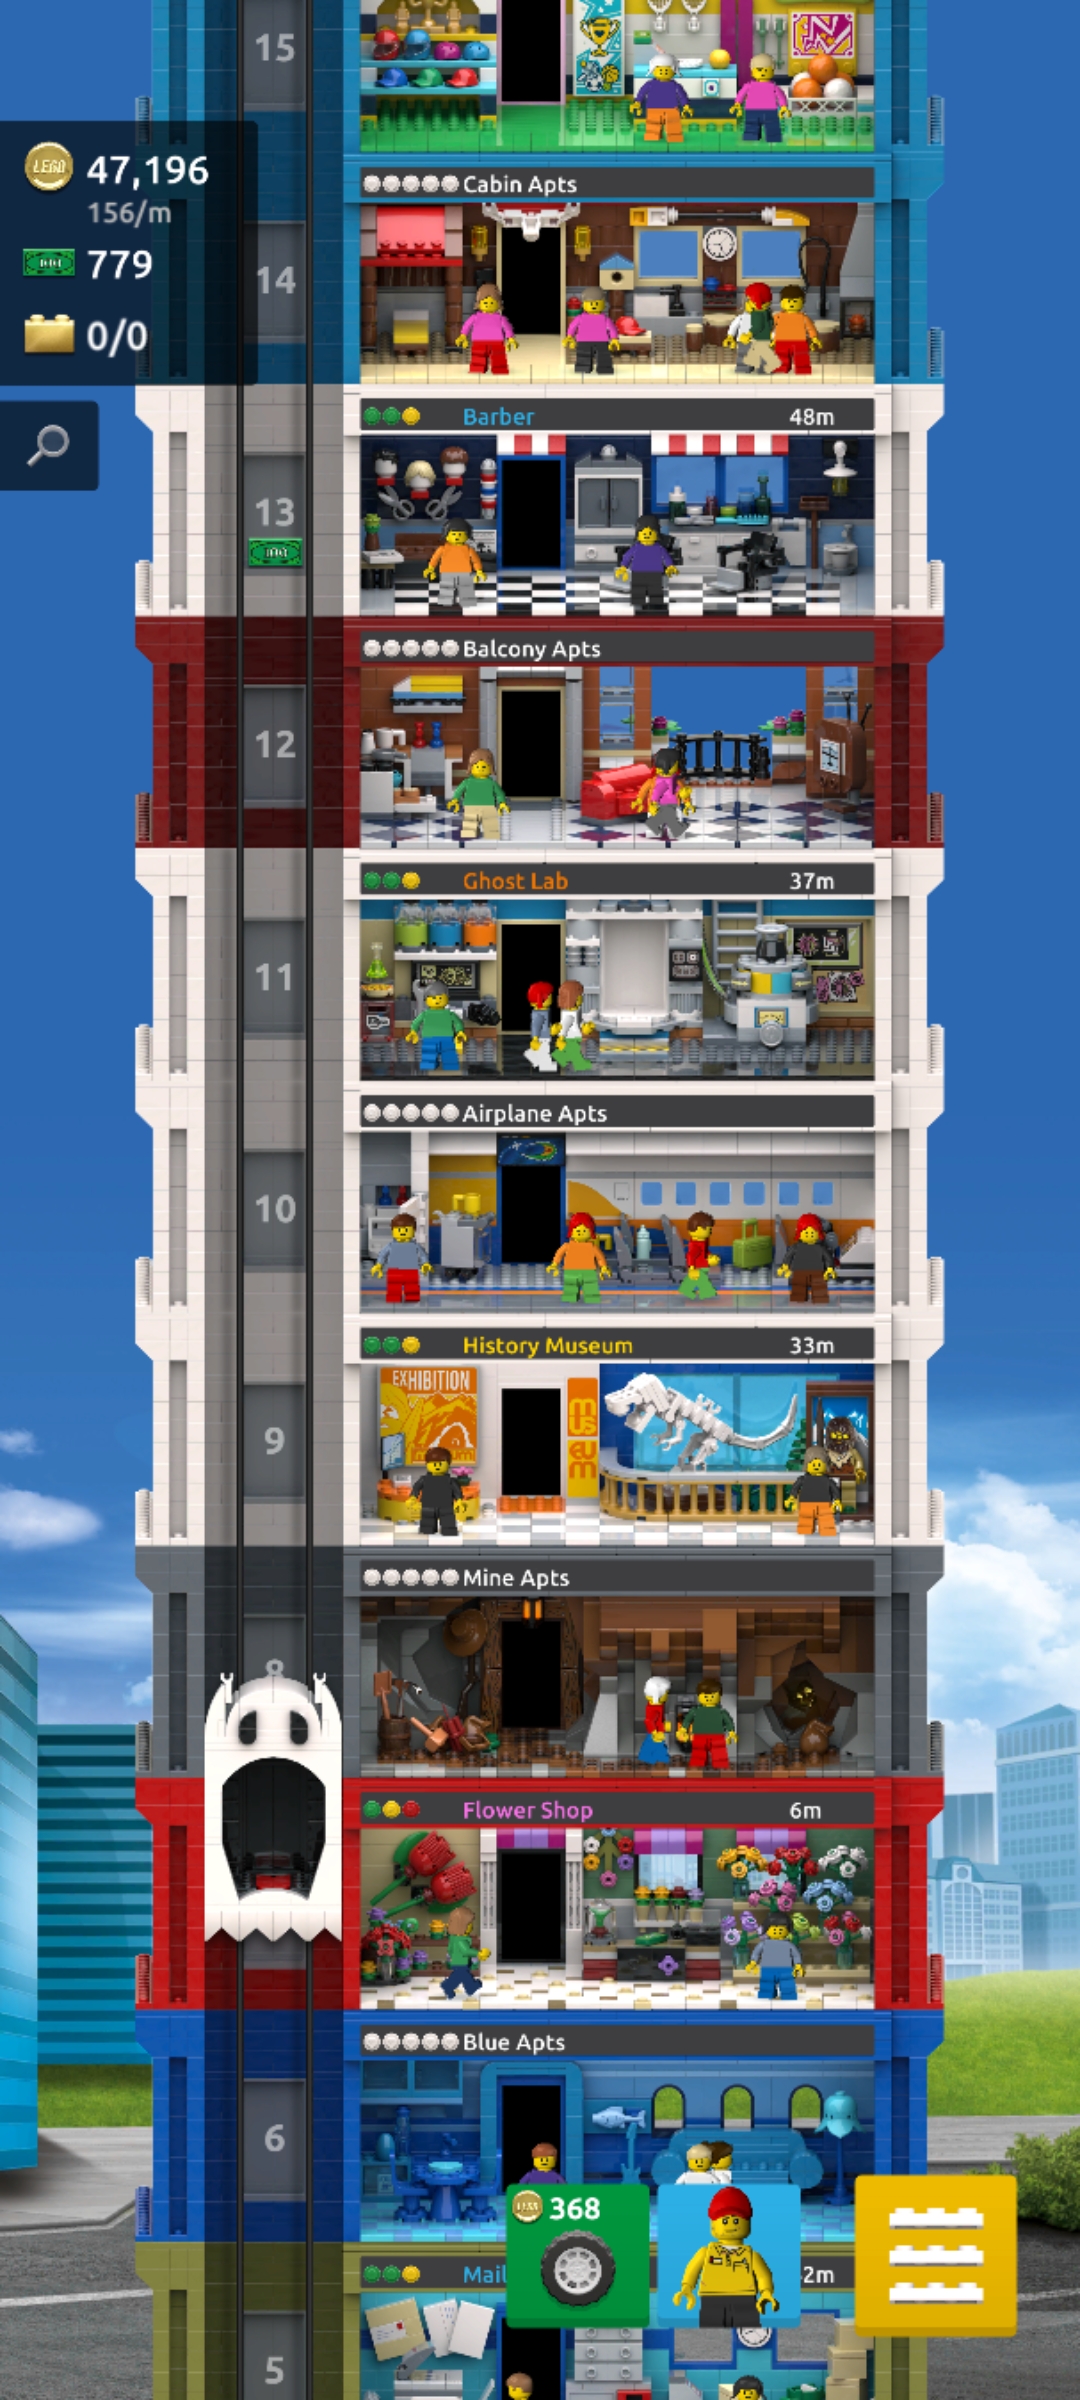 15
LEGO 47,196
156/m
779
0/0
Cabin Apts
14
Barber 48m
13
Balcony Apts
12
Ghost Lab 37m
11
Airplane Apts
10
History Museum 33m
EXHIBITION
museum
9
Mine Apts
8
Flower Shop 6m
Blue Apts
6
368
Mail
2m
5